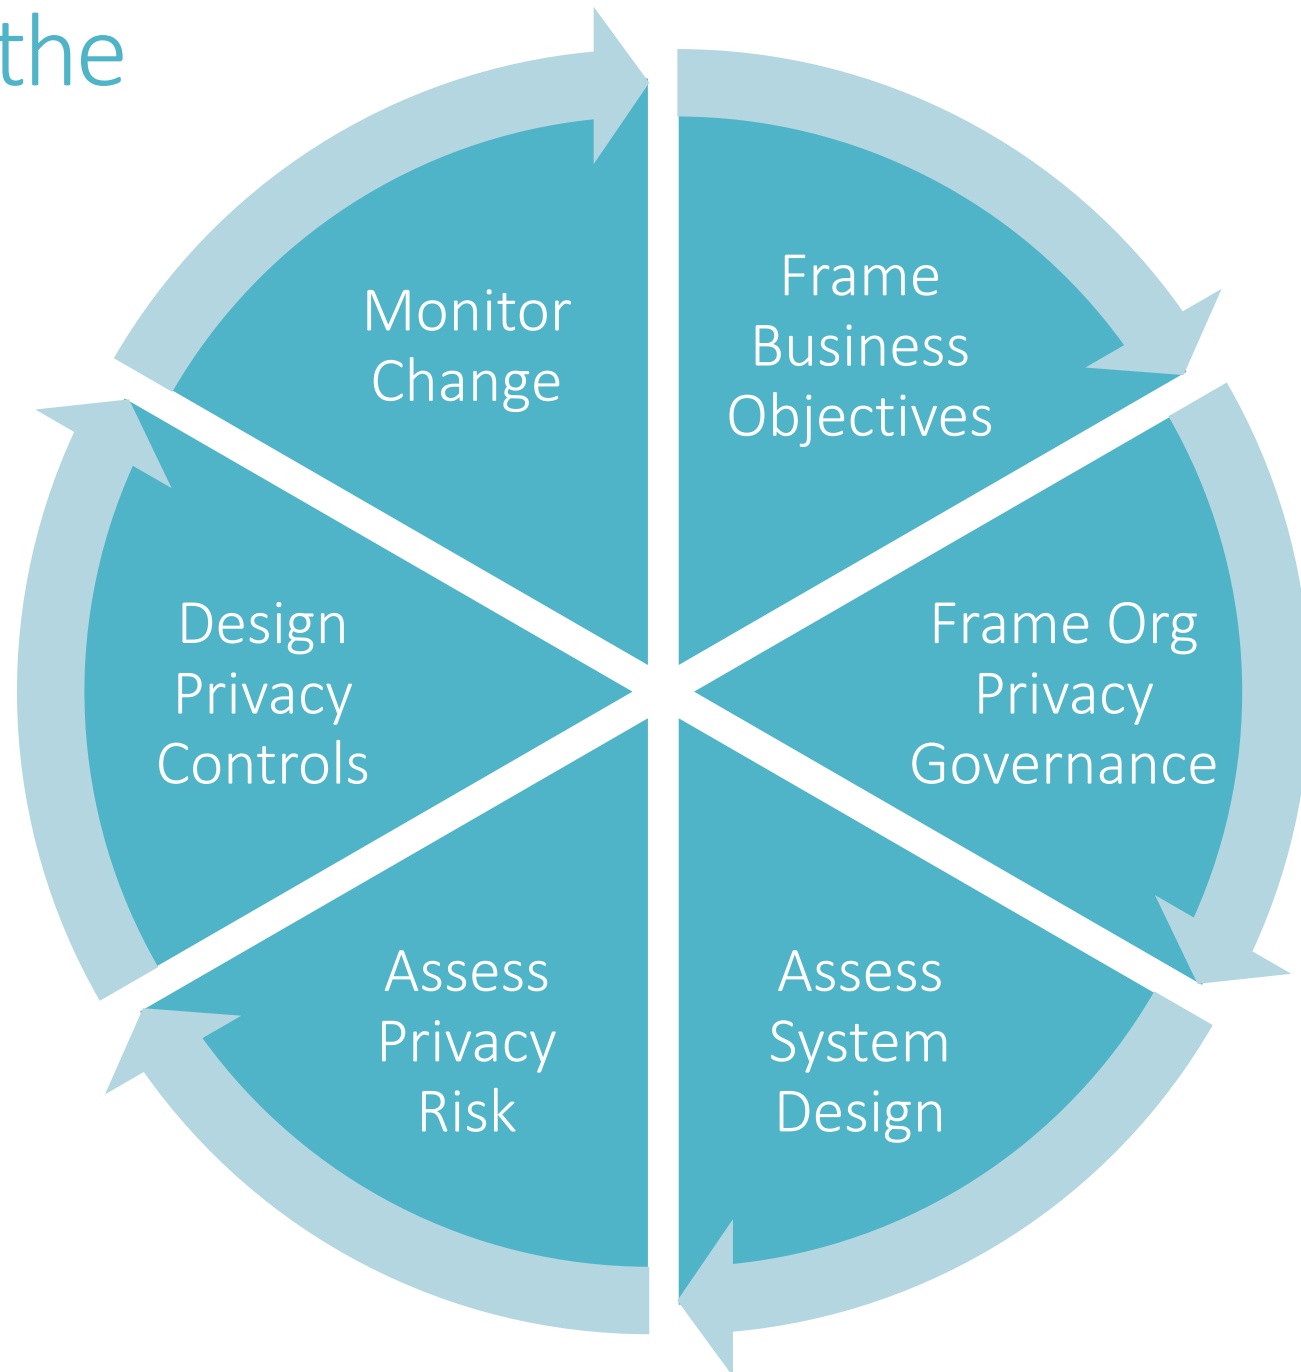 the
Frame
Business
Objectives
Frame Org
Privacy
Governance
Assess
System
Design
Assess
Privacy
Risk
Design
Privacy
Controls
Monitor
Change